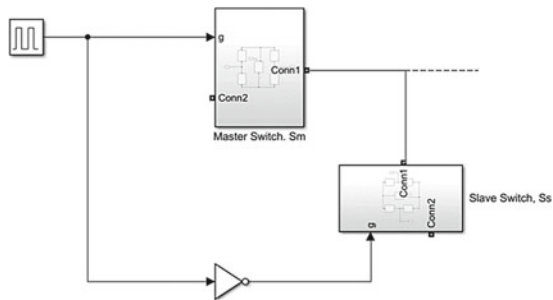 g
Conn1
Conn2
Master Switch. Sm
Conn1
Conn2
g
Slave Switch, Ss